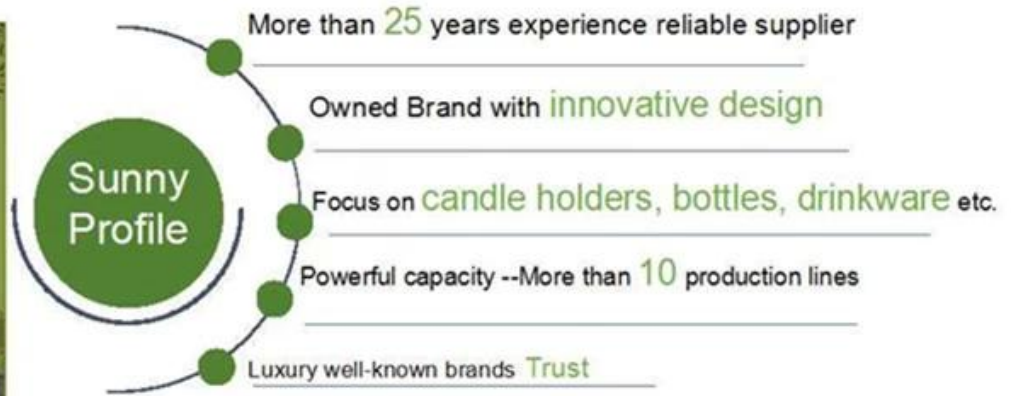 Sunny
Profile
More than 25 years experience reliable supplier
Owned Brand with innovative design
Focus on candle holders, bottles, drinkware etc.
Powerful capacity --More than 10 production lines
Luxury well-known brands Trust